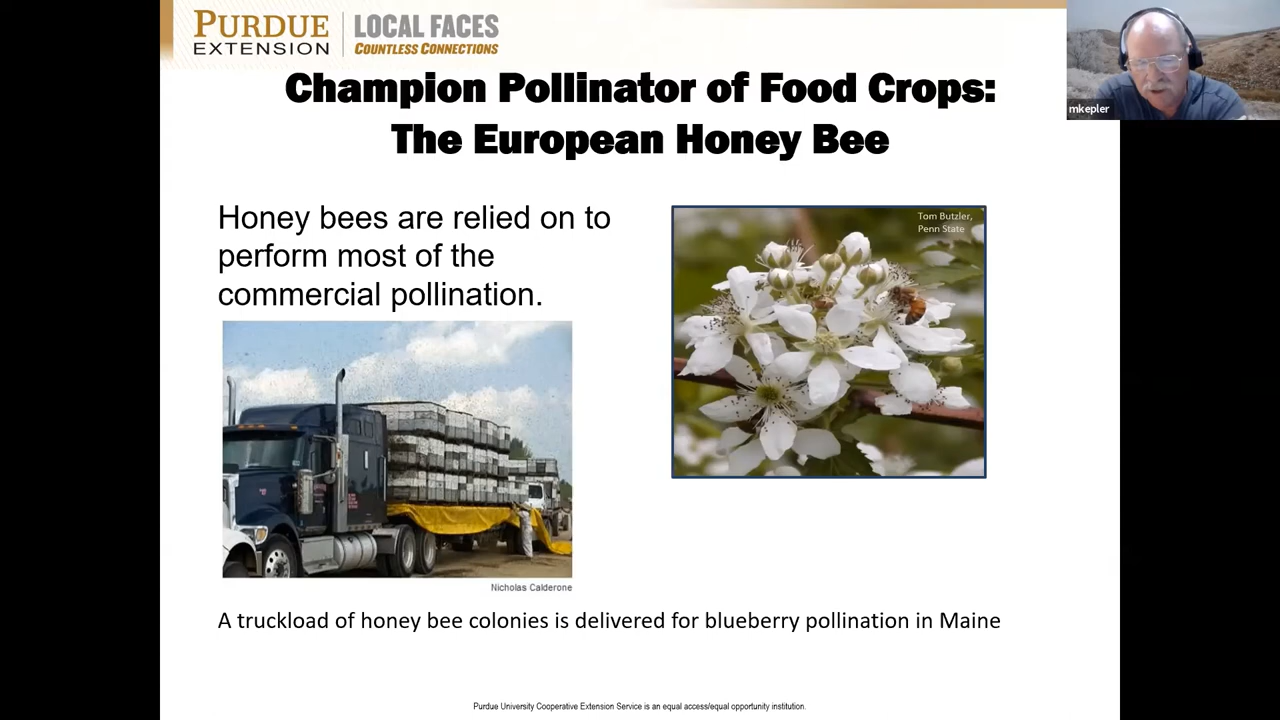 PURDUE
EXTENSION
LOCAL FACES
COUNTLESS CONNECTIONS
mkepler
Champion Pollinator of Food Crops:
The European Honey Bee
Honey bees are relied on to
perform most of the
commercial pollination.
Tom Butzler,
Penn State
Nicholas Calderone
A truckload of honey bee colonies is delivered for blueberry pollination in Maine
Purdue University Cooperative Extension Service is an equal access/equal opportunity institution.